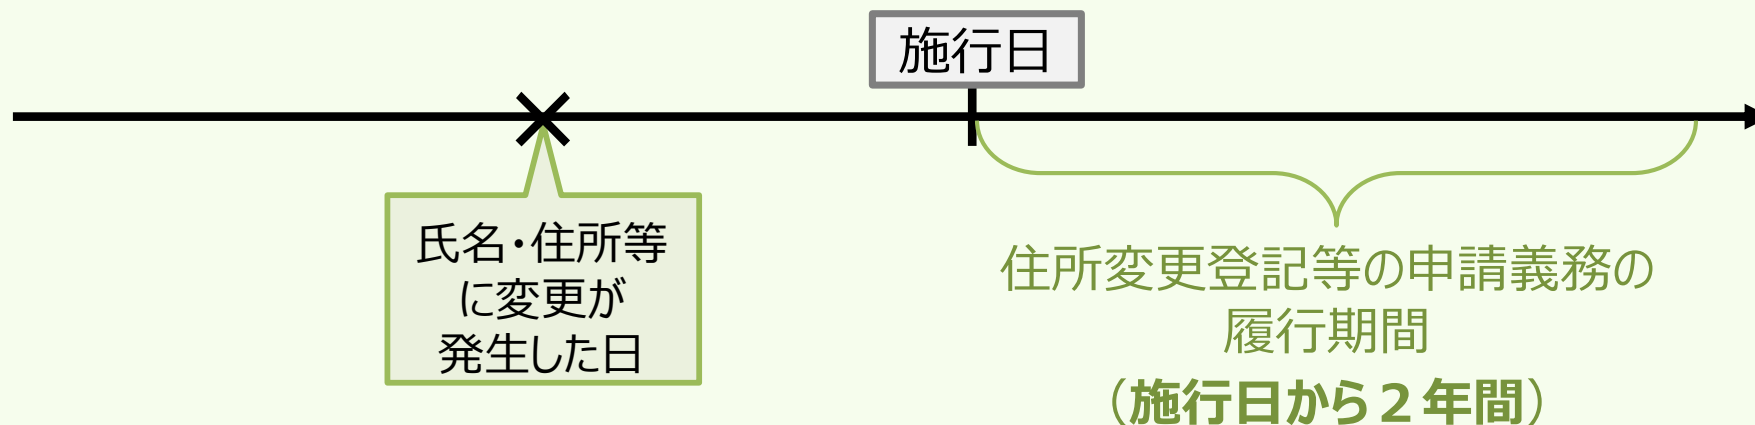 施行日
氏名・住所等
に変更が
発生した日
住所変更登記等の申請義務の
履行期間
（施行日から２年間）